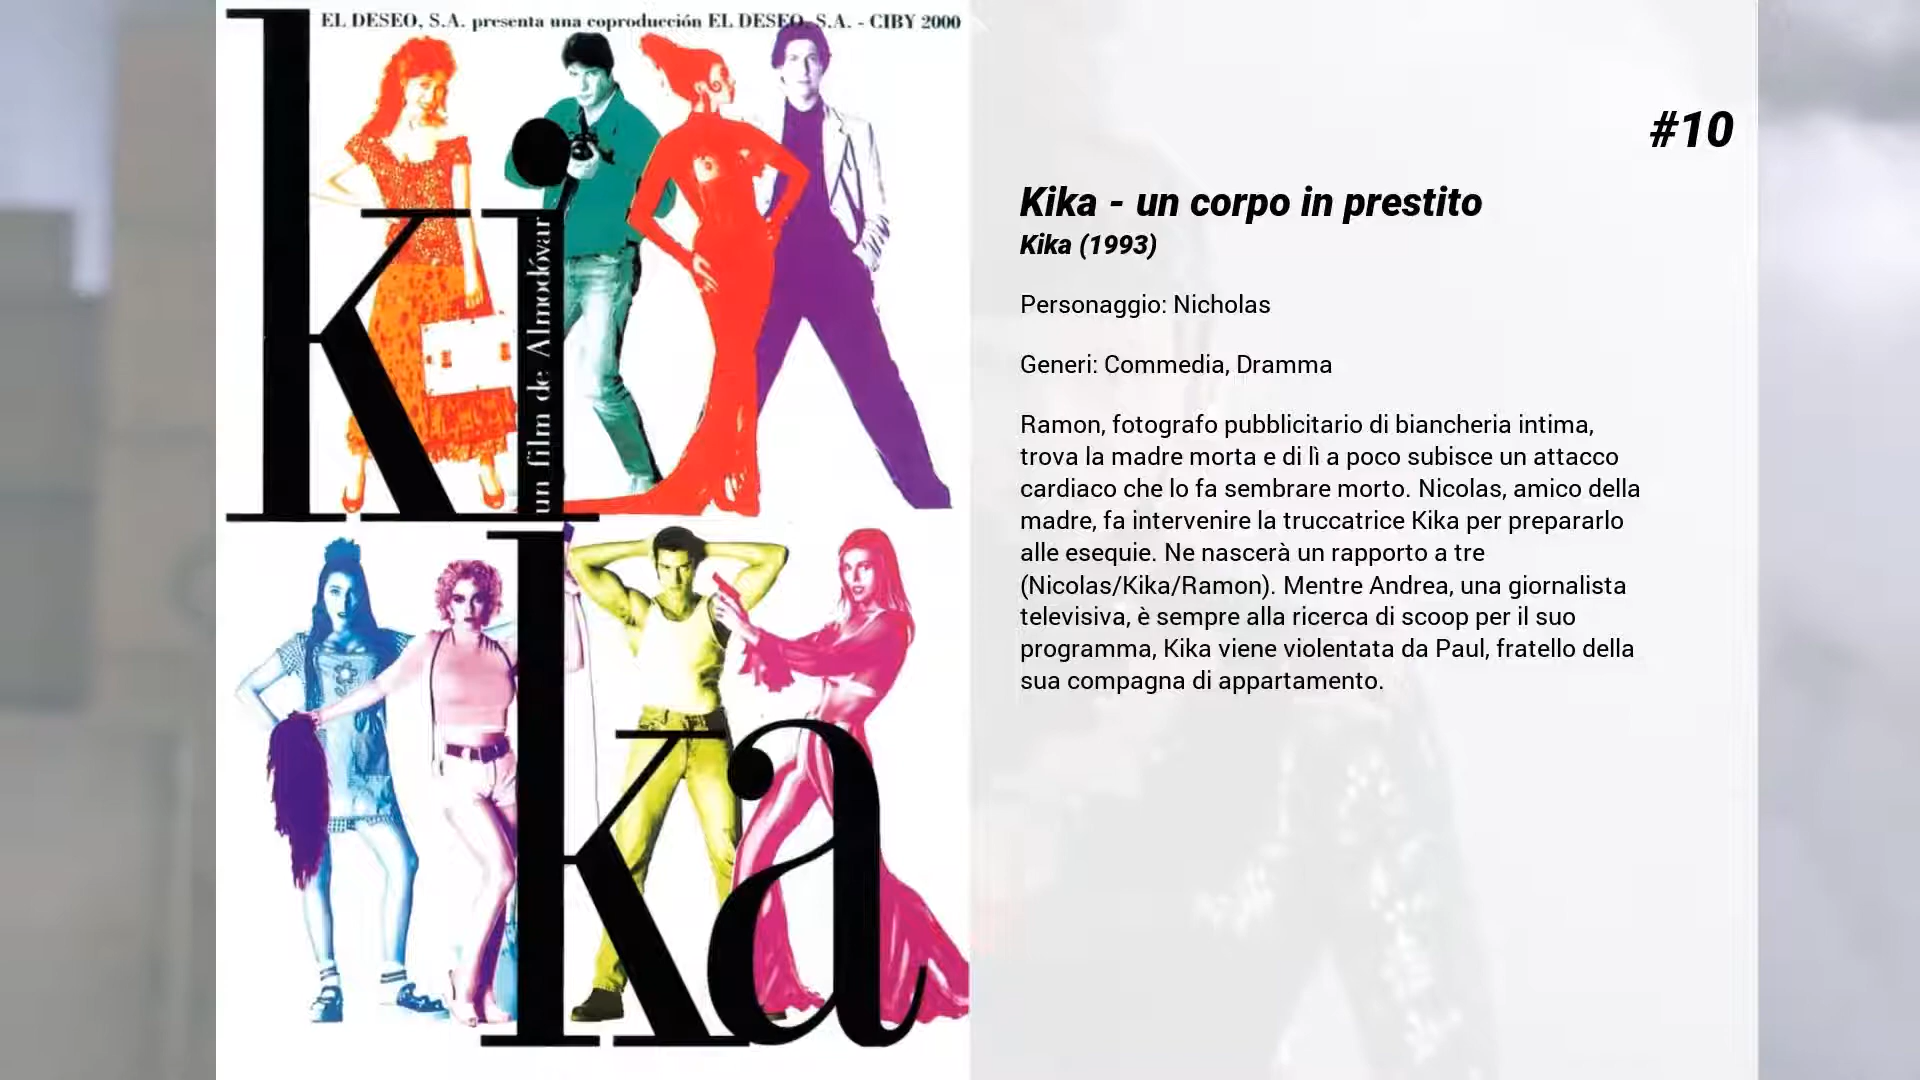 EL DESEO, S.A. presenta una coproducción EL DESEO, S.A. - CIBY 2000
kika
un film de Almodóvar
kika
#10
Kika - un corpo in prestito
Kika (1993)
Personaggio: Nicholas
Generi: Commedia, Dramma
Ramon, fotografo pubblicitario di biancheria intima,
trova la madre morta e di lì a poco subisce un attacco
cardiaco che lo fa sembrare morto. Nicolas, amico della
madre, fa intervenire la truccatrice Kika per prepararlo
alle esequie. Ne nascerà un rapporto a tre
(Nicolas/Kika/Ramon). Mentre Andrea, una giornalista
televisiva, è sempre alla ricerca di scoop per il suo
programma, Kika viene violentata da Paul, fratello della
sua compagna di appartamento.